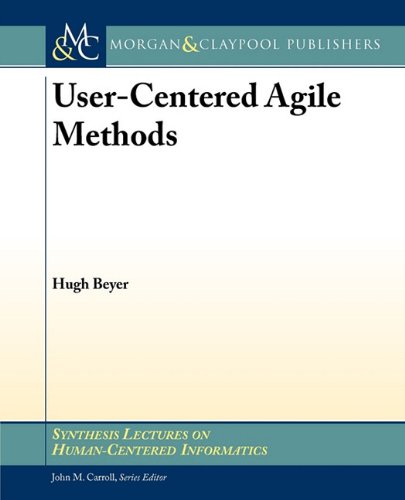 M&C
MORGAN&CLAYPOOL PUBLISHERS
User-Centered Agile
Methods
Hugh Beyer
SYNTHESIS LECTURES ON
HUMAN-CENTERED INFORMATICS
John M. Carroll, Series Editor